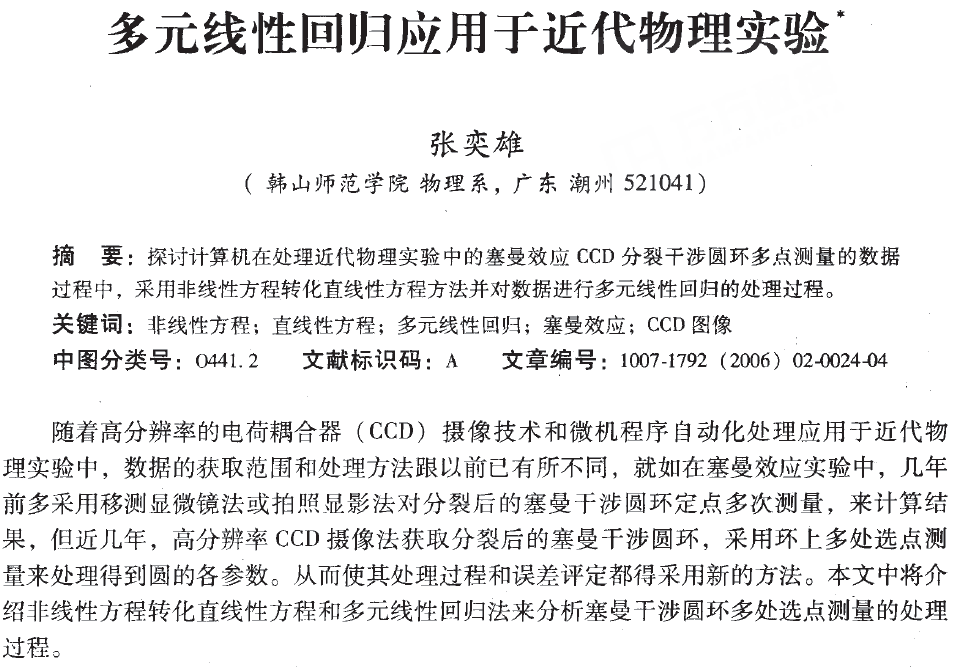 多元线性回归应用于近代物理实验*
张奕雄
( 韩山师范学院 物理系, 广东 潮州 521041)
摘 要: 探讨计算机在处理近代物理实验中的塞曼效应 CCD 分裂干涉圆环多点测量的数据
过程中, 采用非线性方程转化直线性方程方法并对数据进行多元线性回归的处理过程。
关键词: 非线性方程; 直线性方程; 多元线性回归; 塞曼效应; CCD 图像
中图分类号: O441. 2 文献标识码: A 文章编号: 1007-1792 (2006) 02-0024-04
随着高分辨率的电荷耦合器 (CCD) 摄像技术和微机程序自动化处理应用于近代物
理实验中, 数据的获取范围和处理方法跟以前已有所不同, 就如在塞曼效应实验中, 几年
前多采用移测显微镜法或拍照显影法对分裂后的塞曼干涉圆环定点多次测量, 来计算结
果, 但近几年, 高分辨率 CCD 摄像法获取分裂后的塞曼干涉圆环, 采用环上多处选点测
量来处理得到圆的各参数。从而使其处理过程和误差评定都得采用新的方法。本文中将介
绍非线性方程转化直线性方程和多元线性回归法来分析塞曼干涉圆环多处选点测量的处理
过程。